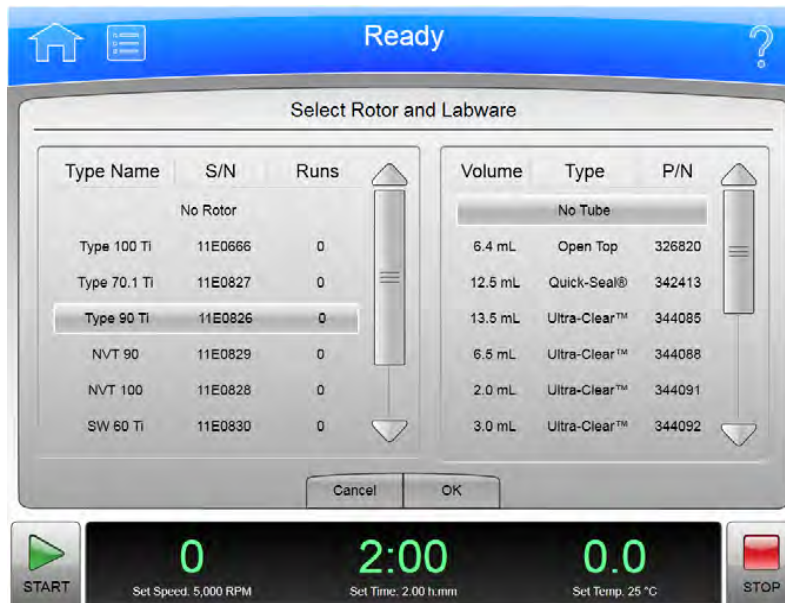 Ready
Select Rotor and Labware
Type Name S/N Runs
No Rotor
Type 100 Ti 11E0666 0
Type 70.1 Ti 11E0827 0
Type 90 Ti 11E0826 0
NVT 90 11E0829 0
NVT 100 11E0828 0
SW 60 Ti 11E0830 0
Volume Type P/N
No Tube
6.4 mL Open Top 326820
12.5 mL Quick-Seal® 342413
13.5 mL Ultra-Clear™ 344085
6.5 mL Ultra-Clear™ 344088
2.0 mL Ultra-Clear™ 344091
3.0 mL Ultra-Clear™ 344092
Cancel OK
START
0
Set Speed. 5,000 RPM
2:00
Set Time. 2.00 h.mm
0.0
Set Temp. 25 °C
STOP